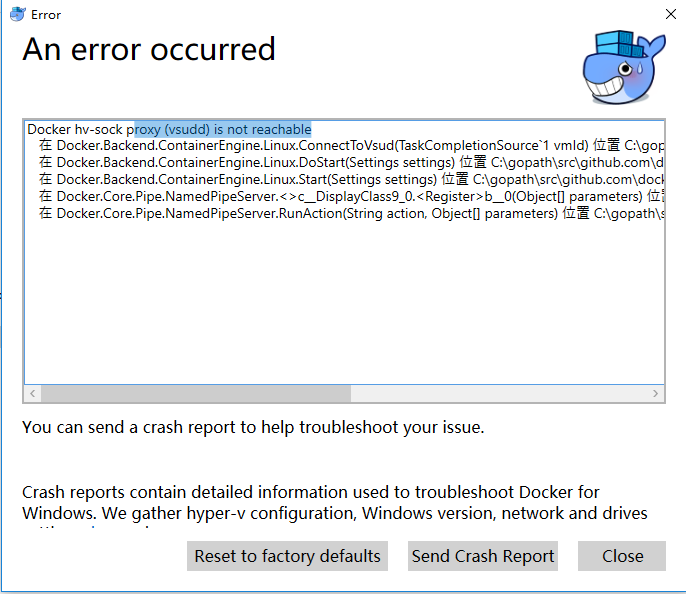 Error
An error occurred
Docker hv-sock proxy (vsudd) is not reachable
在 Docker.Backend.ContainerEngine.Linux.ConnectToVsud(TaskCompletionSource`1 vmId) 位置 C:\gop
在 Docker.Backend.ContainerEngine.Linux.DoStart(Settings settings) 位置 C:\gopath\src\github.com\d
在 Docker.Backend.ContainerEngine.Linux.Start(Settings settings) 位置 C:\gopath\src\github.com\dock
在 Docker.Core.Pipe.NamedPipeServer.<>c__DisplayClass9_0.<Register>b__0(Object[] parameters) 位
在 Docker.Core.Pipe.NamedPipeServer.RunAction(String action, Object[] parameters) 位置 C:\gopath\s
You can send a crash report to help troubleshoot your issue.
Crash reports contain detailed information used to troubleshoot Docker for
Windows. We gather hyper-v configuration, Windows version, network and drives
Reset to factory defaults
Send Crash Report
Close